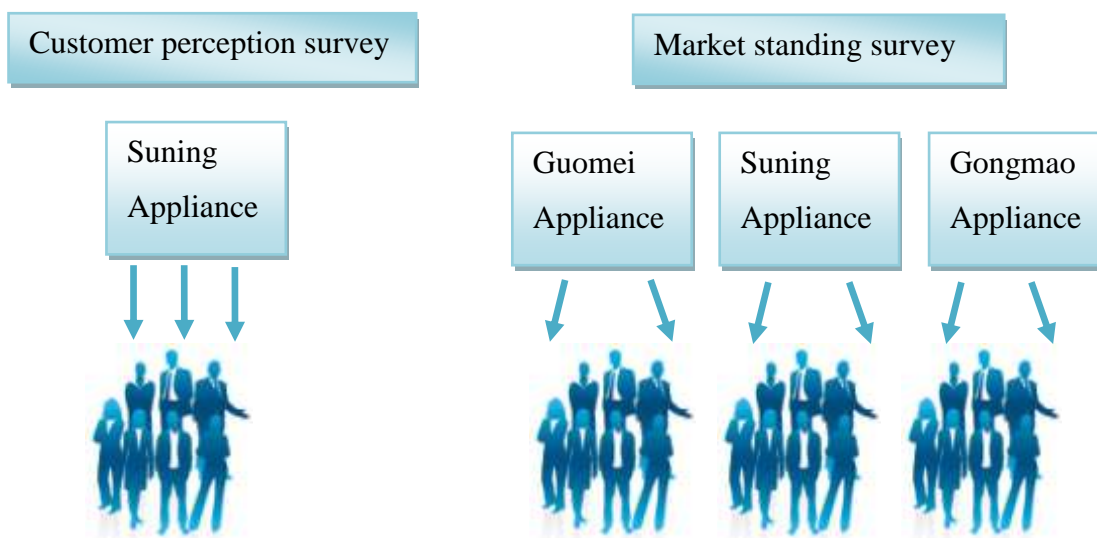 Customer perception survey
Market standing survey
Suning
Appliance
Guomei
Appliance
Suning
Appliance
Gongmao
Appliance